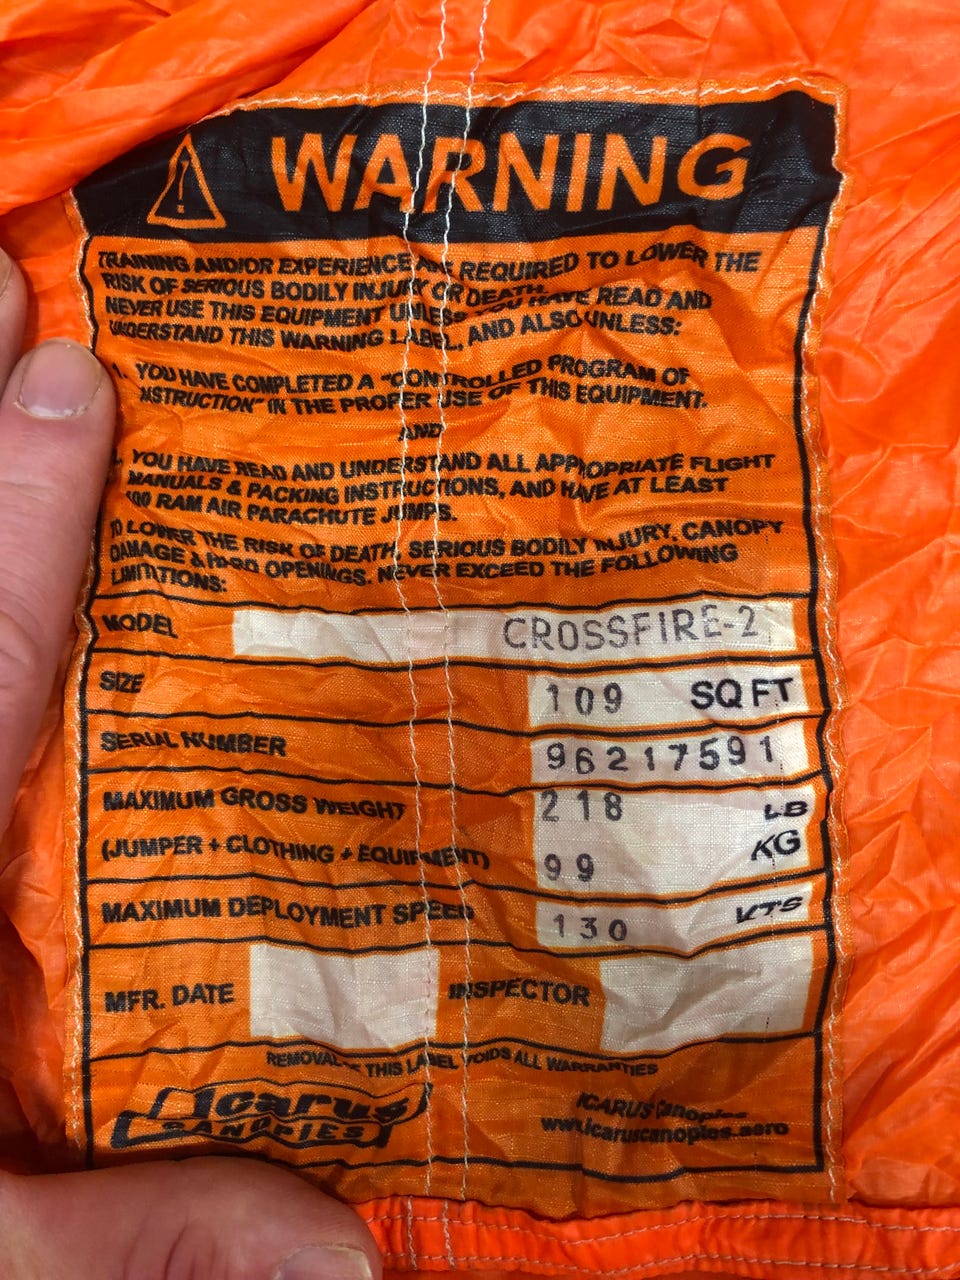 WARNING
TRAINING AND/OR EXPERIENCE ARE REQUIRED TO LOWER THE
RISK OF SERIOUS BODILY INJURY OR DEATH.
NEVER USE THIS EQUIPMENT UNLESS YOU HAVE READ AND
UNDERSTAND THIS WARNING LABEL, AND ALSO UNLESS:
1. YOU HAVE COMPLETED A "CONTROLLED PROGRAM OF
INSTRUCTION" IN THE PROPER USE OF THIS EQUIPMENT.
AND
YOU HAVE READ AND UNDERSTAND ALL APPROPRIATE FLIGHT
MANUALS & PACKING INSTRUCTIONS, AND HAVE AT LEAST
100 RAM AIR PARACHUTE JUMPS.
TO LOWER THE RISK OF DEATH, SERIOUS BODILY INJURY, CANOPY
DAMAGE & HARD OPENINGS, NEVER EXCEED THE FOLLOWING
LIMITATIONS:
MODEL CROSSFIRE-2
SIZE 109 SQ FT
SERIAL NUMBER 96217591
MAXIMUM GROSS WEIGHT 218 LB
(JUMPER + CLOTHING + EQUIPMENT) 99 KG
MAXIMUM DEPLOYMENT SPEED 130 KTS
MFR. DATE INSPECTOR
REMOVAL OF THIS LABEL VOIDS ALL WARRANTIES
Icarus CANOPIES
ICARUS Canopies
www.icaruscanopies.aero